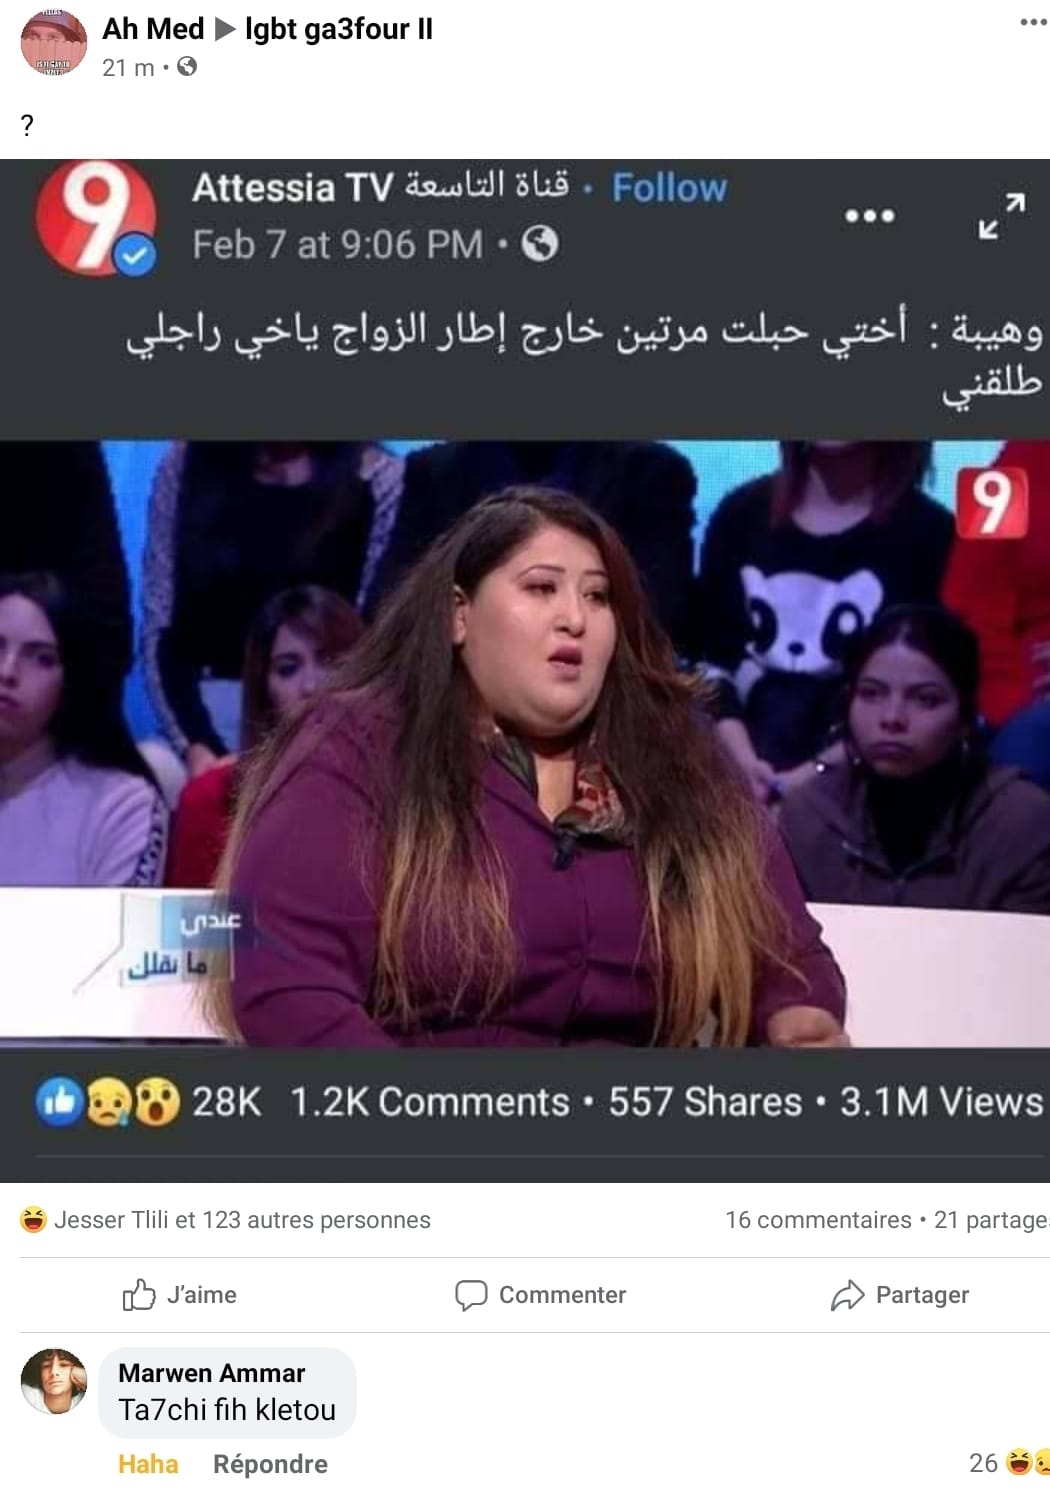 Ah Med ▶ lgbt ga3four II
21 m
?
9
Attessia TV قناة التاسعة · Follow
Feb 7 at 9:06 PM
وهيبة : أختي حبلت مرتين خارج إطار الزواج ياخي راجلي
طلقني
9
عندي
ما نقلك
28K 1.2K Comments • 557 Shares • 3.1M Views
Jesser Tlili et 123 autres personnes
16 commentaires • 21 partage
J'aime
Commenter
Partager
Marwen Ammar
Ta7chi fih kletou
Haha Répondre
26